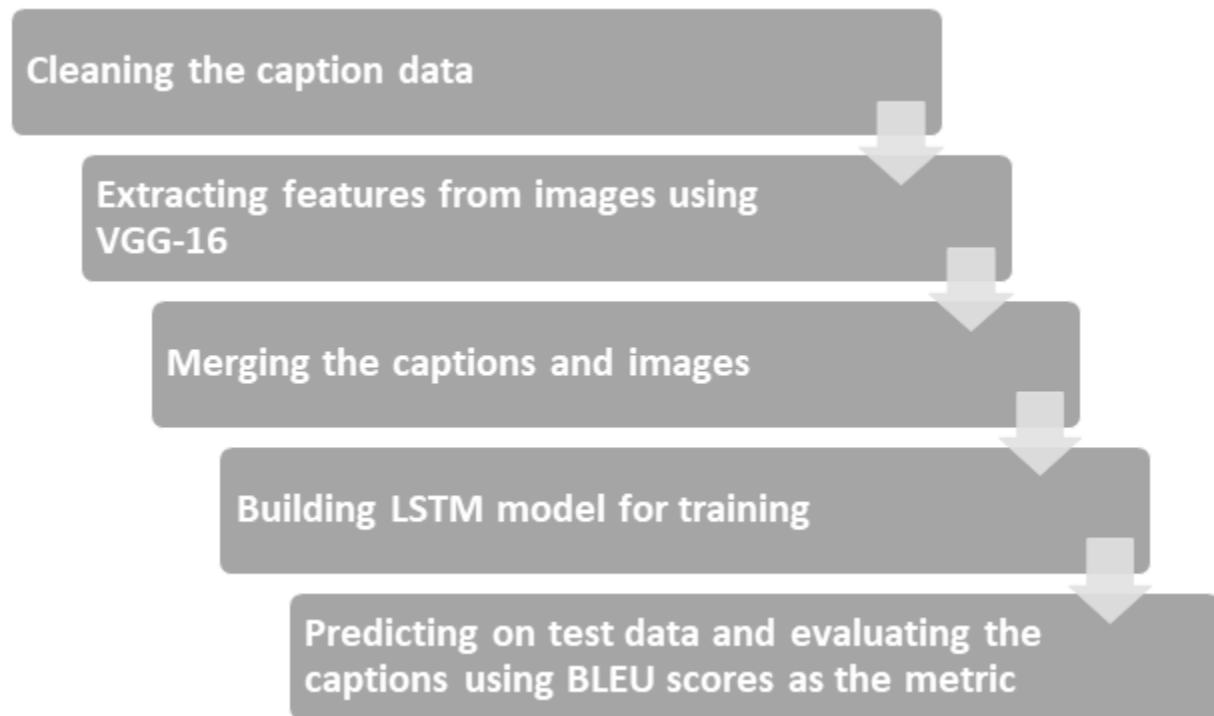 Cleaning the caption data
Extracting features from images using
VGG-16
Merging the captions and images
Building LSTM model for training
Predicting on test data and evaluating the
captions using BLEU scores as the metric